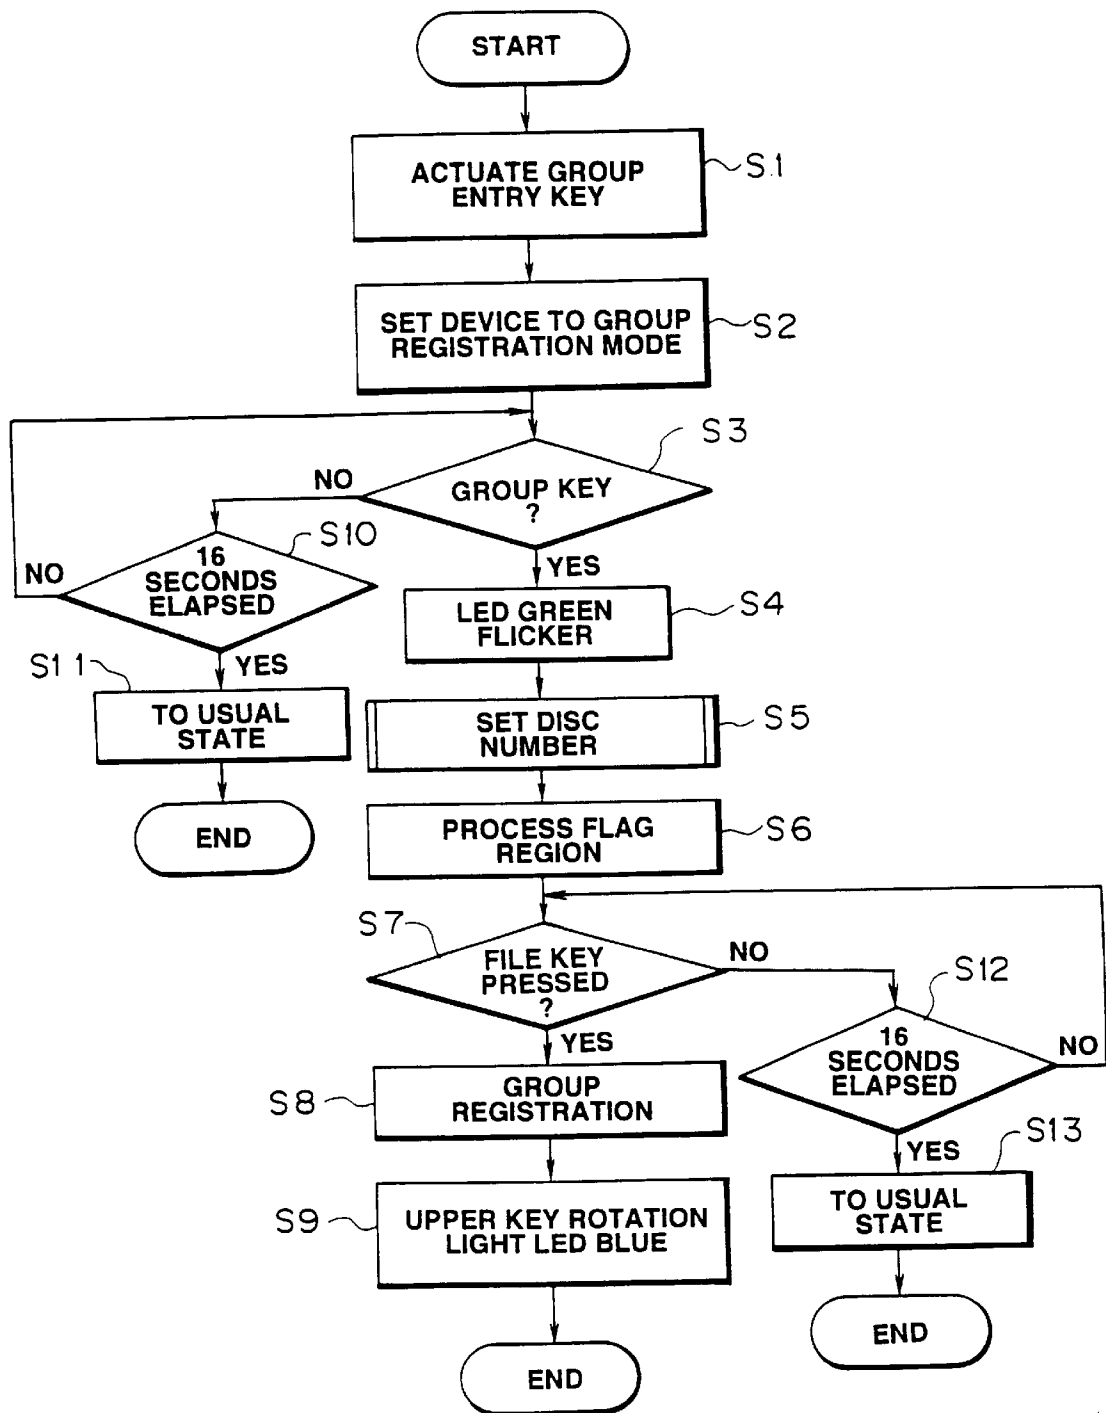 START
ACTUATE GROUP
ENTRY KEY
S.1
SET DEVICE TO GROUP
REGISTRATION MODE
S2
GROUP KEY
?
S3
NO
YES
16
SECONDS
ELAPSED
S10
NO
YES
LED GREEN
FLICKER
S4
S11
TO USUAL
STATE
SET DISC
NUMBER
S5
END
PROCESS FLAG
REGION
S6
S7
FILE KEY
PRESSED
?
NO
YES
S12
16
SECONDS
ELAPSED
NO
YES
S8
GROUP
REGISTRATION
S13
TO USUAL
STATE
S9
UPPER KEY ROTATION
LIGHT LED BLUE
END
END